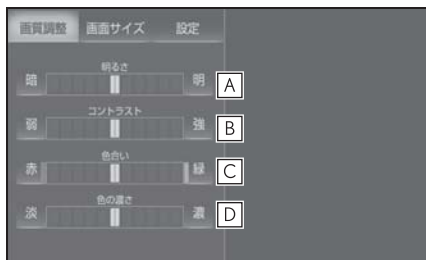 画質調整 画面サイズ 設定
明るさ
暗 明 A
コントラスト
弱 強 B
色合い
赤 緑 C
色の濃さ
淡 濃 D